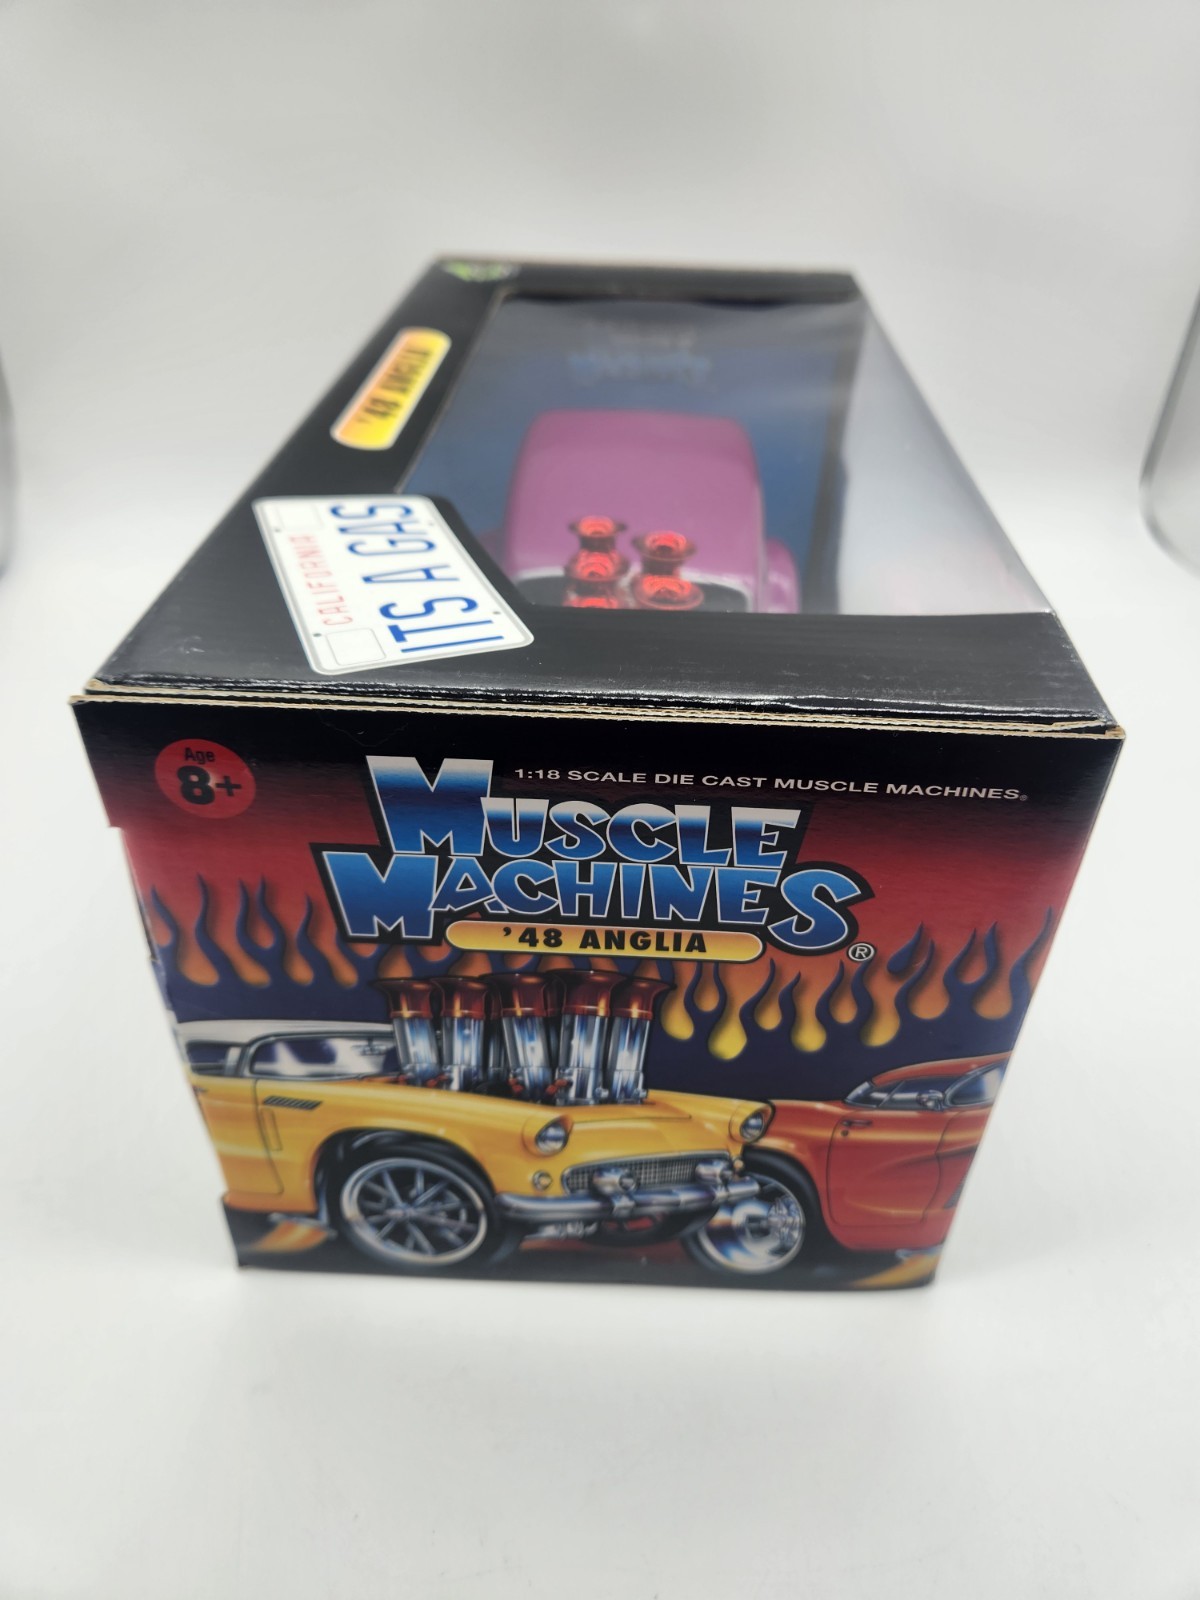 '48 ANGLIA
CALIFORNIA
ITS A GAS
Age
8+
1:18 SCALE DIE CAST MUSCLE MACHINES®
MUSCLE
MACHINES®
'48 ANGLIA